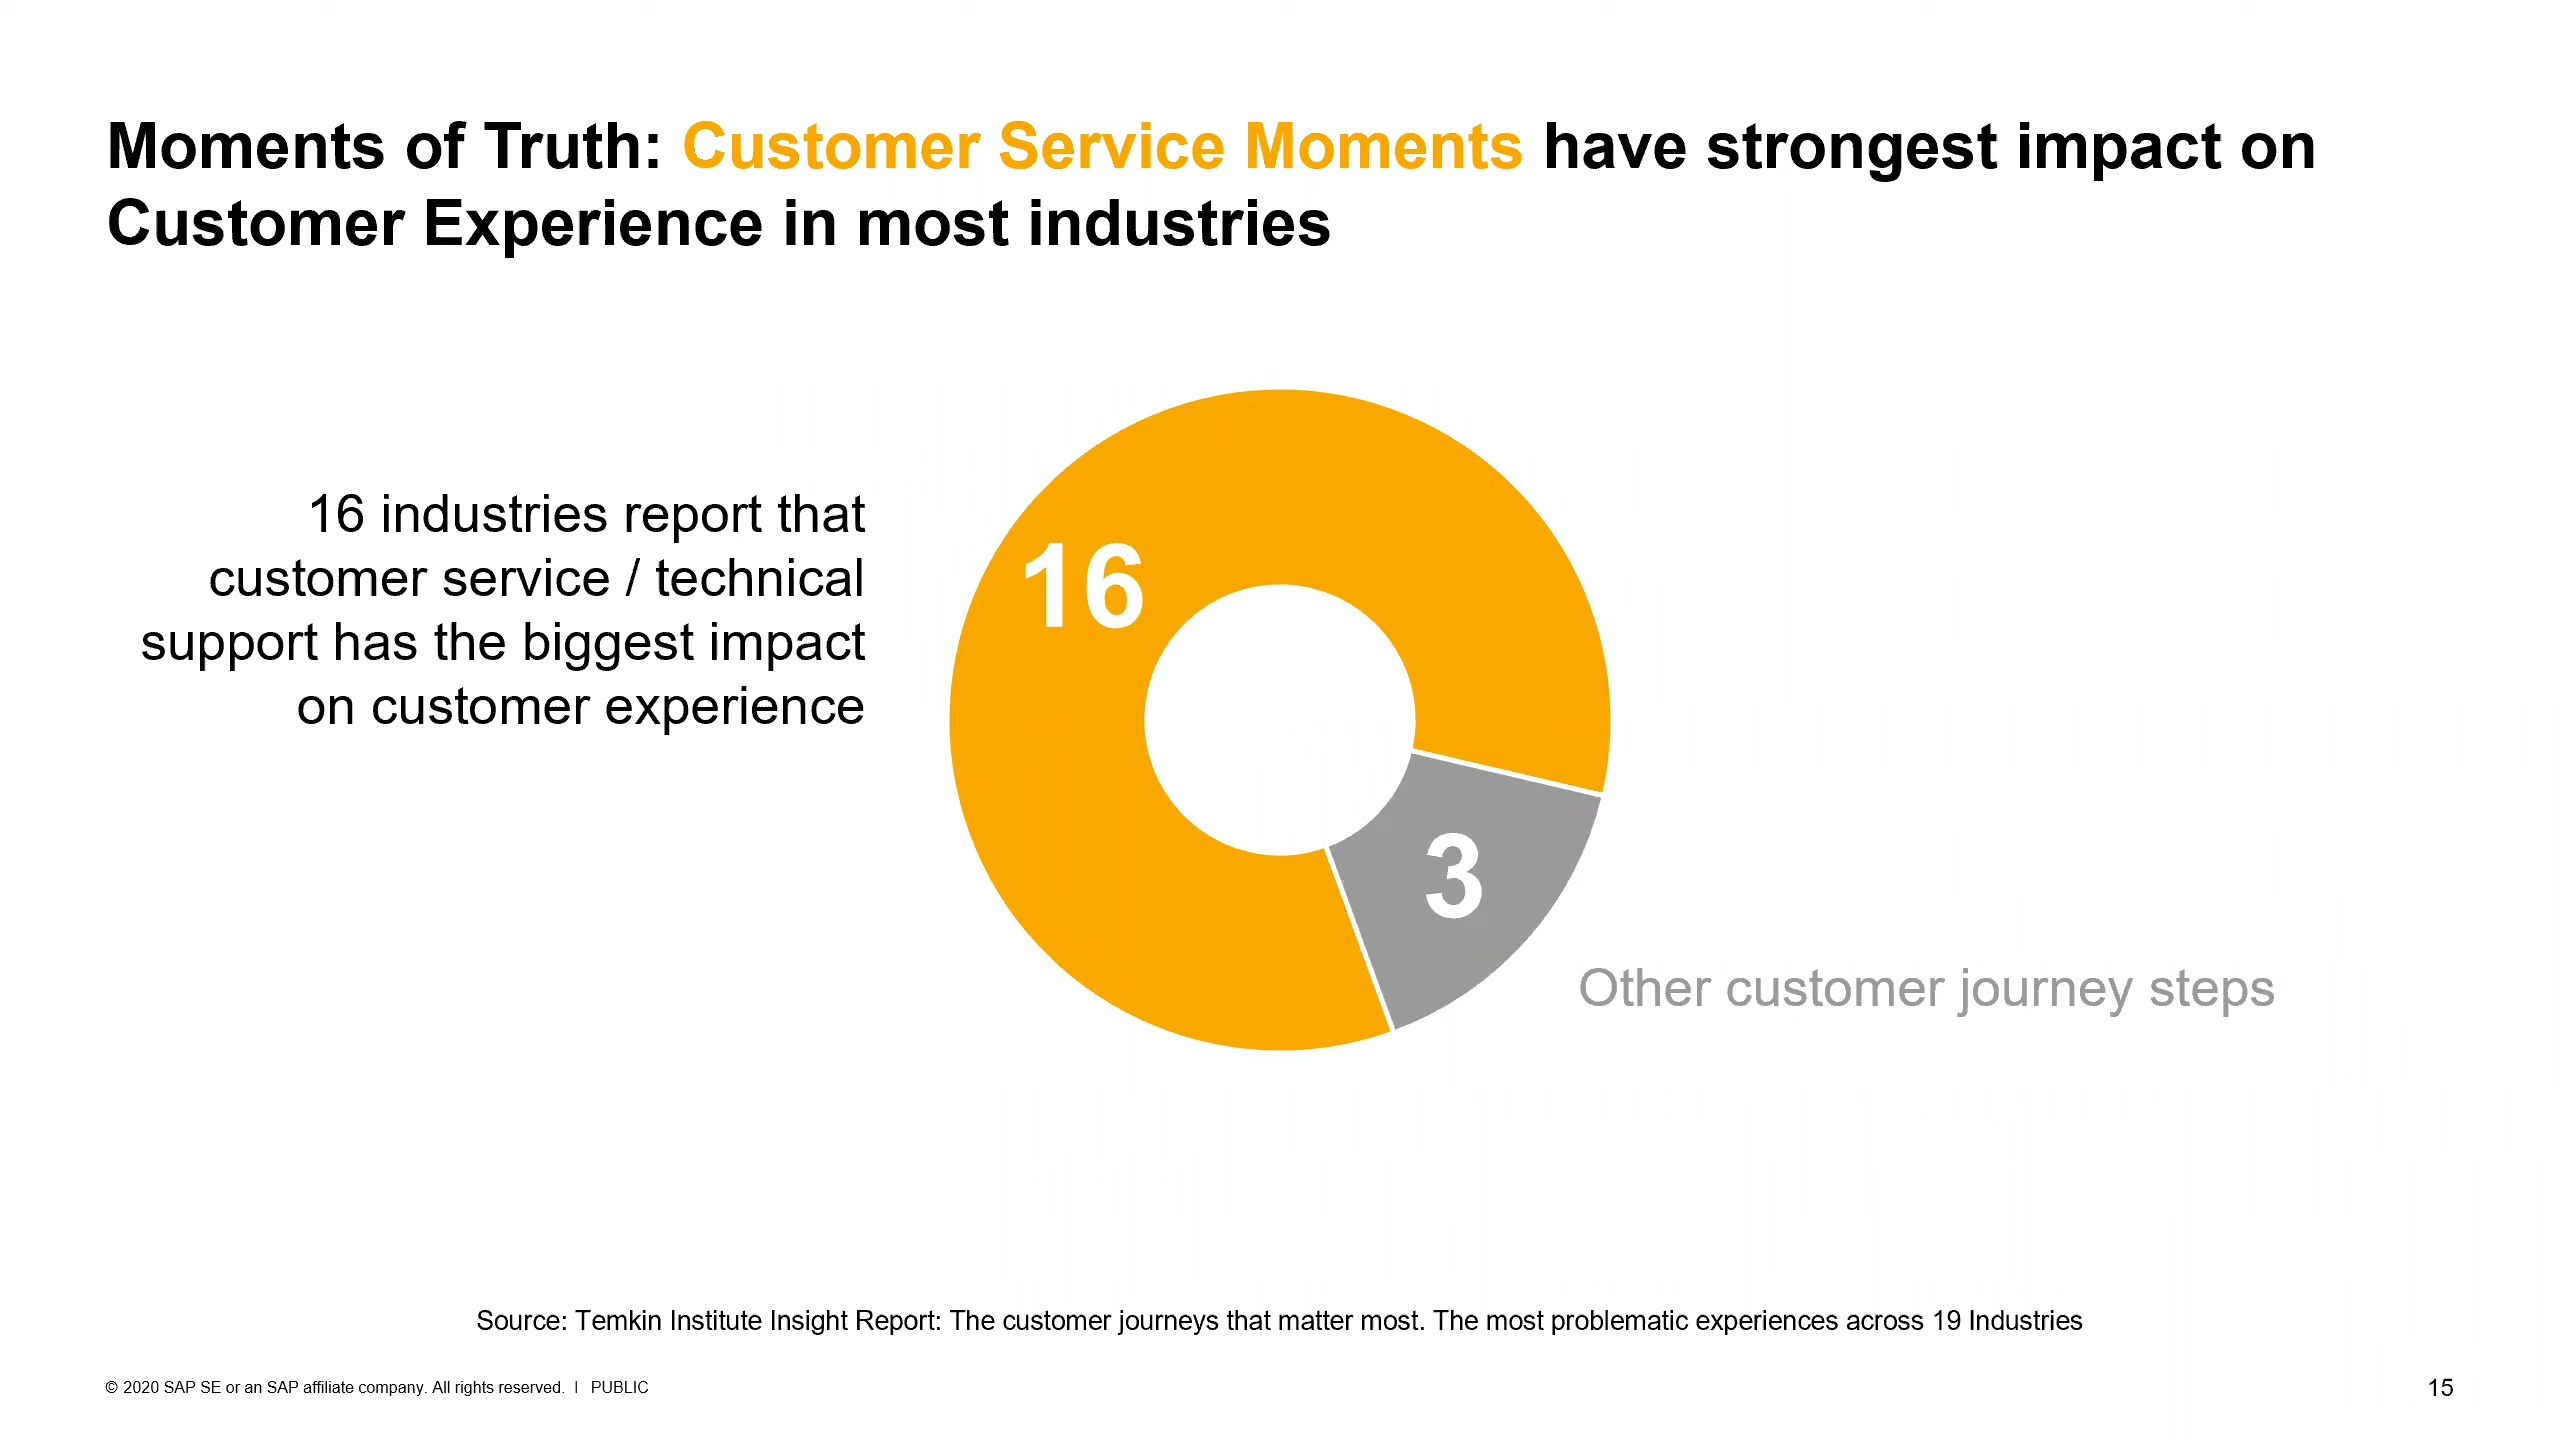 Moments of Truth: Customer Service Moments have strongest impact on
Customer Experience in most industries
16 industries report that
customer service / technical
support has the biggest impact
on customer experience
16
3
Other customer journey steps
Source: Temkin Institute Insight Report: The customer journeys that matter most. The most problematic experiences across 19 Industries
© 2020 SAP SE or an SAP affiliate company. All rights reserved. | PUBLIC
15